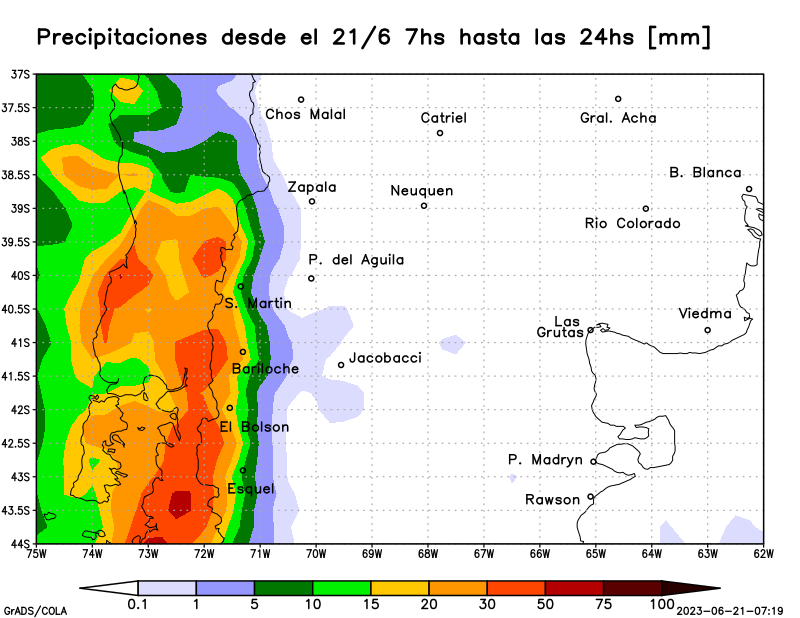 Precipitaciones desde el 21/6 7hs hasta las 24hs [mm]
37S
37.5S
38S
38.5S
39S
39.5S
40S
40.5S
41S
41.5S
42S
42.5S
43S
43.5S
44S
Chos Malal
Catriel
Gral. Acha
B. Blanca
Zapala
Neuquen
Rio Colorado
P. del Aguila
S. Martin
Viedma
Las
Grutas
Jacobacci
Bariloche
El Bolson
P. Madryn
Esquel
Rawson
75W 74W 73W 72W 71W 70W 69W 68W 67W 66W 65W 64W 63W 62W
0.1 1 5 10 15 20 30 50 75 100
GrADS/COLA
2023-06-21-07:19